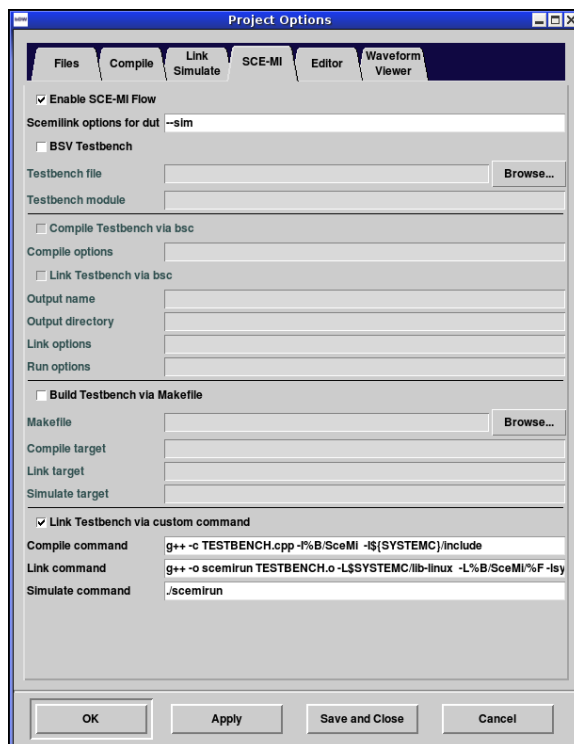 Project Options
Files Compile Link Simulate SCE-MI Editor Waveform Viewer
Enable SCE-MI Flow
Scemilink options for dut --sim
BSV Testbench
Testbench file Browse...
Testbench module
Compile Testbench via bsc
Compile options
Link Testbench via bsc
Output name
Output directory
Link options
Run options
Build Testbench via Makefile
Makefile Browse...
Compile target
Link target
Simulate target
Link Testbench via custom command
Compile command g++ -c TESTBENCH.cpp -I%B/SceMi -I${SYSTEMC}/include
Link command g++ -o scemirun TESTBENCH.o -L$SYSTEMC/lib-linux -L%B/SceMi/%F -lsy
Simulate command ./scemirun
OK Apply Save and Close Cancel